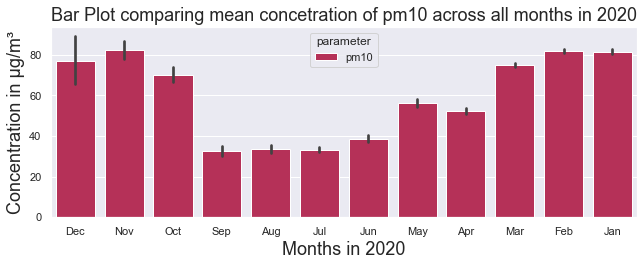 Bar Plot comparing mean concetration of pm10 across all months in 2020
Concentration in µg/m³
80
60
40
20
0
parameter
pm10
Dec Nov Oct Sep Aug Jul Jun May Apr Mar Feb Jan
Months in 2020